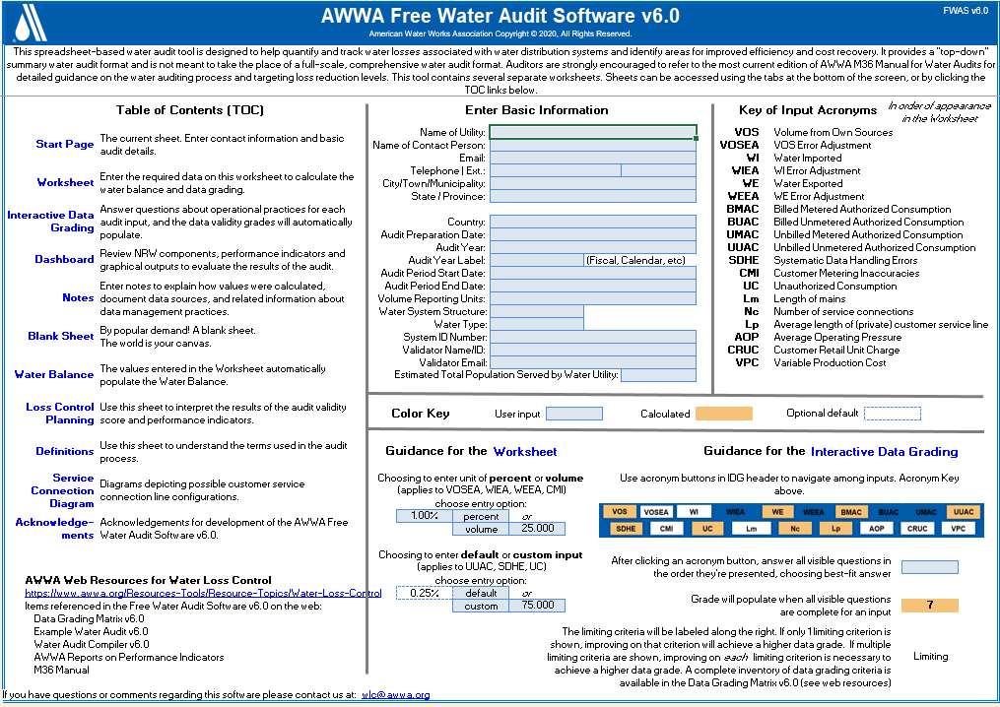 AWWA Free Water Audit Software v6.0
FWAS v6.0
American Water Works Association Copyright © 2020, All Rights Reserved.
This spreadsheet-based water audit tool is designed to help quantify and track water losses associated with water distribution systems and identify areas for improved efficiency and cost recovery. It provides a "top-down"
summary water audit format and is not meant to take the place of a full-scale, comprehensive water audit format. Auditors are strongly encouraged to refer to the most current edition of AWWA M36 Manual for Water Audits for
detailed guidance on the water auditing process and targeting loss reduction levels. This tool contains several separate worksheets. Sheets can be accessed using the tabs at the bottom of the screen, or by clicking the
TOC links below.
Table of Contents (TOC)
Start Page
The current sheet. Enter contact information and basic
audit details.
Worksheet
Enter the required data on this worksheet to calculate the
water balance and data grading.
Interactive Data
Grading
Answer questions about operational practices for each
audit input, and the data validity grades will automatically
populate.
Dashboard
Review NRW components, performance indicators and
graphical outputs to evaluate the results of the audit.
Notes
Enter notes to explain how values were calculated,
document data sources, and related information about
data management practices.
Blank Sheet
By popular demand! A blank sheet.
The world is your canvas.
Water Balance
The values entered in the Worksheet automatically
populate the Water Balance.
Loss Control
Planning
Use this sheet to interpret the results of the audit validity
score and performance indicators.
Definitions
Use this sheet to understand the terms used in the audit
process.
Service
Connection
Diagram
Diagrams depicting possible customer service
connection line configurations.
Acknowledge-
ments
Acknowledgements for development of the AWWA Free
Water Audit Software v6.0.
AWWA Web Resources for Water Loss Control
https://www.awwa.org/Resources-Tools/Resource-Topics/Water-Loss-Control
Items referenced in the Free Water Audit Software v6.0 on the web:
Data Grading Matrix v6.0
Example Water Audit v6.0
Water Audit Compiler v6.0
AWWA Reports on Performance Indicators
M36 Manual
If you have questions or comments regarding this software please contact us at: wlc@awwa.org
Enter Basic Information
Name of Utility:
Name of Contact Person:
Email:
Telephone | Ext.:
City/Town/Municipality:
State / Province:
Country:
Audit Preparation Date:
Audit Year:
Audit Year Label: (Fiscal, Calendar, etc)
Audit Period Start Date:
Audit Period End Date:
Volume Reporting Units:
Water System Structure:
Water Type:
System ID Number:
Validator Name/ID:
Validator Email:
Estimated Total Population Served by Water Utility:
Key of Input Acronyms
In order of appearance
in the Worksheet
VOS Volume from Own Sources
VOSEA VOS Error Adjustment
WI Water Imported
WIEA WI Error Adjustment
WE Water Exported
WEEA WE Error Adjustment
BMAC Billed Metered Authorized Consumption
BUAC Billed Unmetered Authorized Consumption
UMAC Unbilled Metered Authorized Consumption
UUAC Unbilled Unmetered Authorized Consumption
SDHE Systematic Data Handling Errors
CMI Customer Metering Inaccuracies
UC Unauthorized Consumption
Lm Length of mains
Nc Number of service connections
Lp Average length of (private) customer service line
AOP Average Operating Pressure
CRUC Customer Retail Unit Charge
VPC Variable Production Cost
Color Key
User input
Calculated
Optional default
Guidance for the Worksheet
Choosing to enter unit of percent or volume
(applies to VOSEA, WIEA, WEEA, CMI)
choose entry option:
1.00% percent or
volume 25.000
Choosing to enter default or custom input
(applies to UUAC, SDHE, UC)
choose entry option:
0.25% default or
custom 75.000
Guidance for the Interactive Data Grading
Use acronym buttons in IDG header to navigate among inputs. Acronym Key
above.
VOS VOSEA WI WIEA WE WEEA BMAC BUAC UMAC UUAC
SDHE CMI UC Lm Nc Lp AOP CRUC VPC
After clicking an acronym button, answer all visible questions in
the order they're presented, choosing best-fit answer
Grade will populate when all visible questions
are complete for an input
7
The limiting criteria will be labeled along the right. If only 1 limiting criterion is
shown, improving on that criterion will achieve a higher data grade. If multiple
limiting criteria are shown, improving on each limiting criterion is necessary to
achieve a higher data grade. A complete inventory of data grading criteria is
available in the Data Grading Matrix v6.0 (see web resources)
Limiting